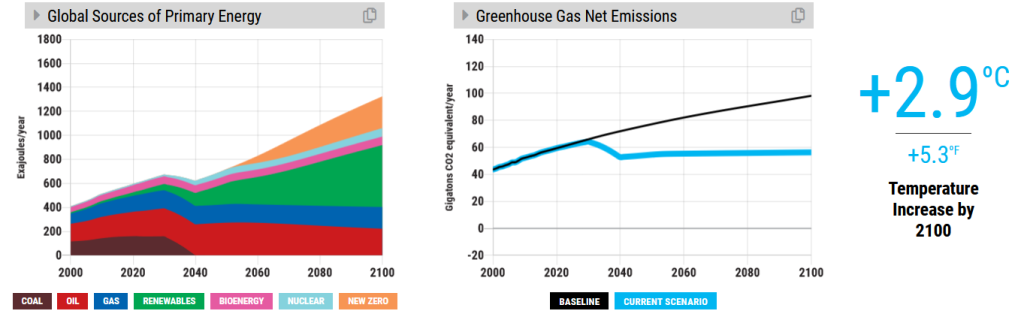 Global Sources of Primary Energy
1800
1600
1400
1200
1000
800
600
400
200
0
Exajoules/year
2000
2020
2040
2060
2080
2100
COAL
OIL
GAS
RENEWABLES
BIOENERGY
NUCLEAR
NEW ZERO
Greenhouse Gas Net Emissions
140
120
100
80
60
40
20
0
-20
Gigatons CO2 equivalent/year
2000
2020
2040
2060
2080
2100
BASELINE
CURRENT SCENARIO
+2.9°C
+5.3°F
Temperature
Increase by
2100